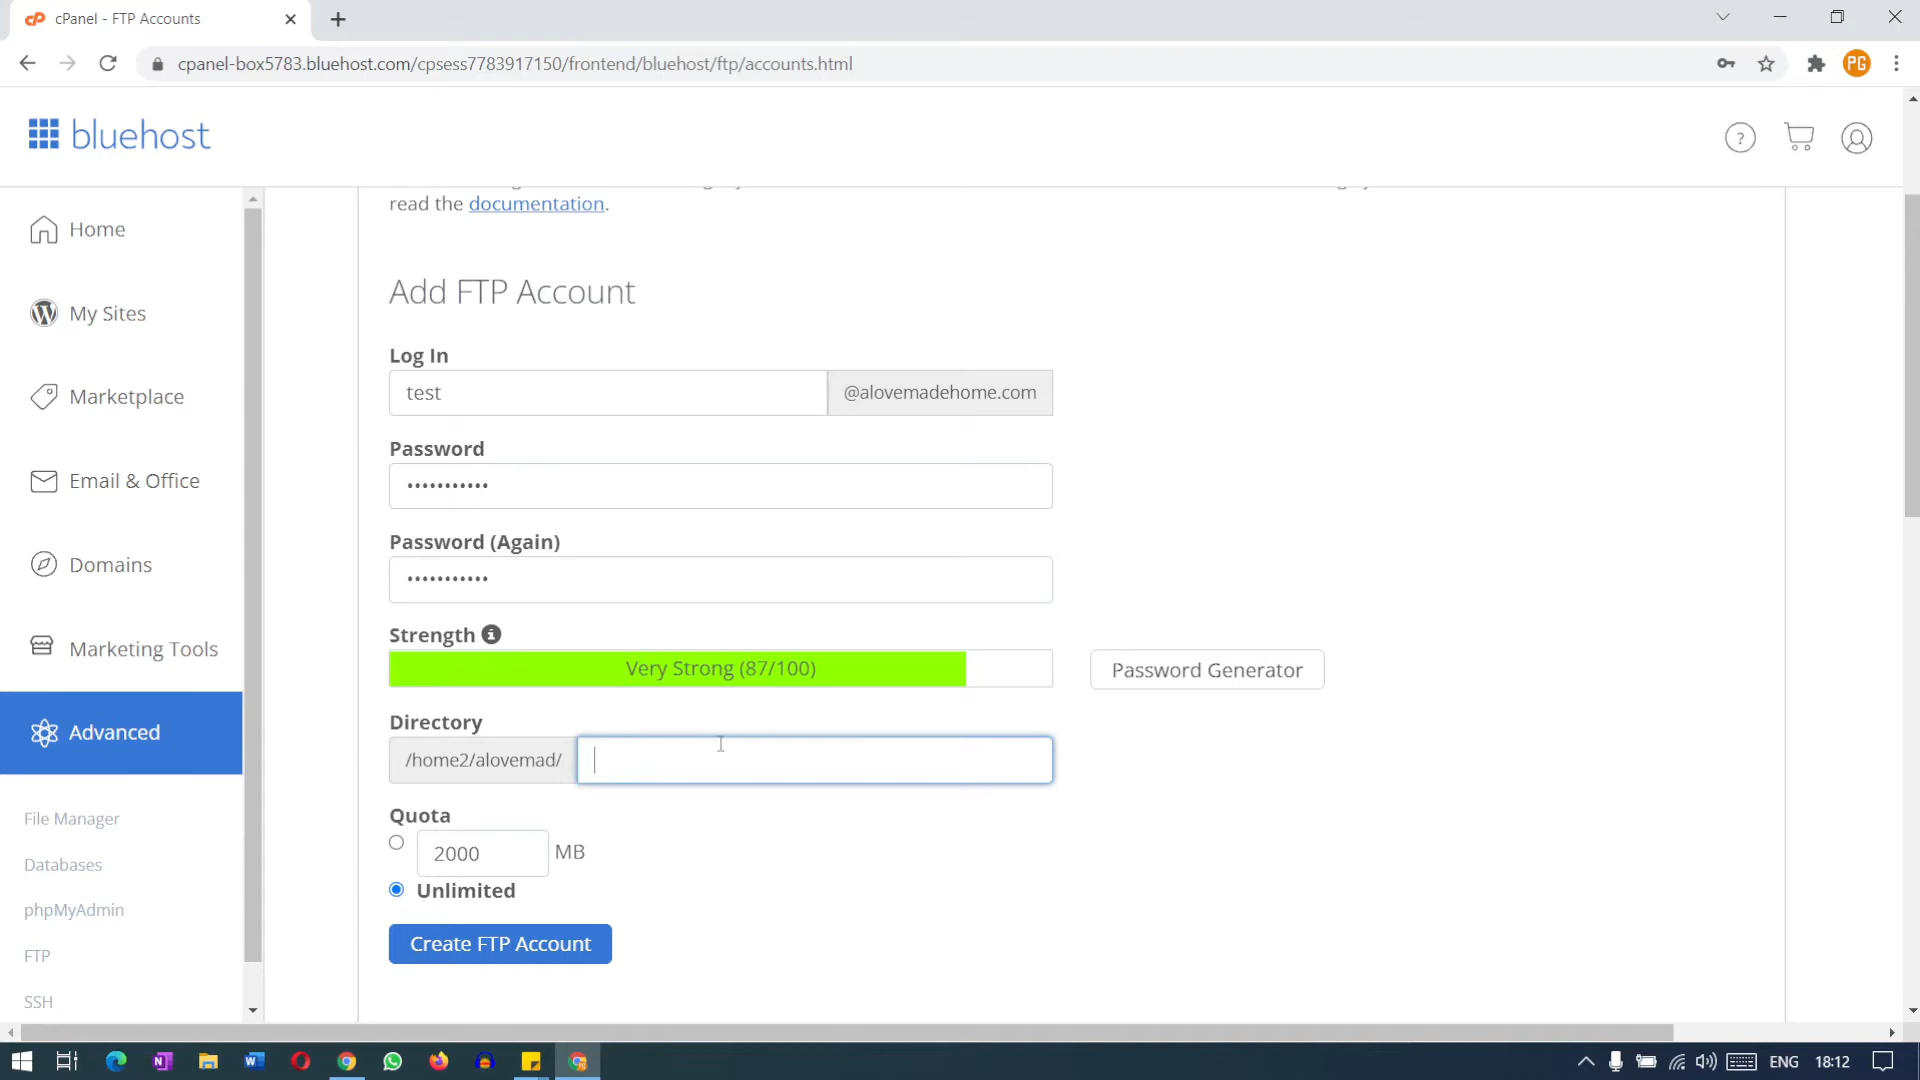 cPanel - FTP Accounts
cpanel-box5783.bluehost.com/cpsess7783917150/frontend/bluehost/ftp/accounts.html
PG
bluehost
?
read the documentation.
Home
My Sites
Marketplace
Email & Office
Domains
Marketing Tools
Advanced
File Manager
Databases
phpMyAdmin
FTP
SSH
Add FTP Account
Log In
test @alovemadehome.com
Password
•••••••••••
Password (Again)
•••••••••••
Strength
Very Strong (87/100) Password Generator
Directory
/home2/alovemad/
Quota
2000 MB
Unlimited
Create FTP Account
ENG 18:12